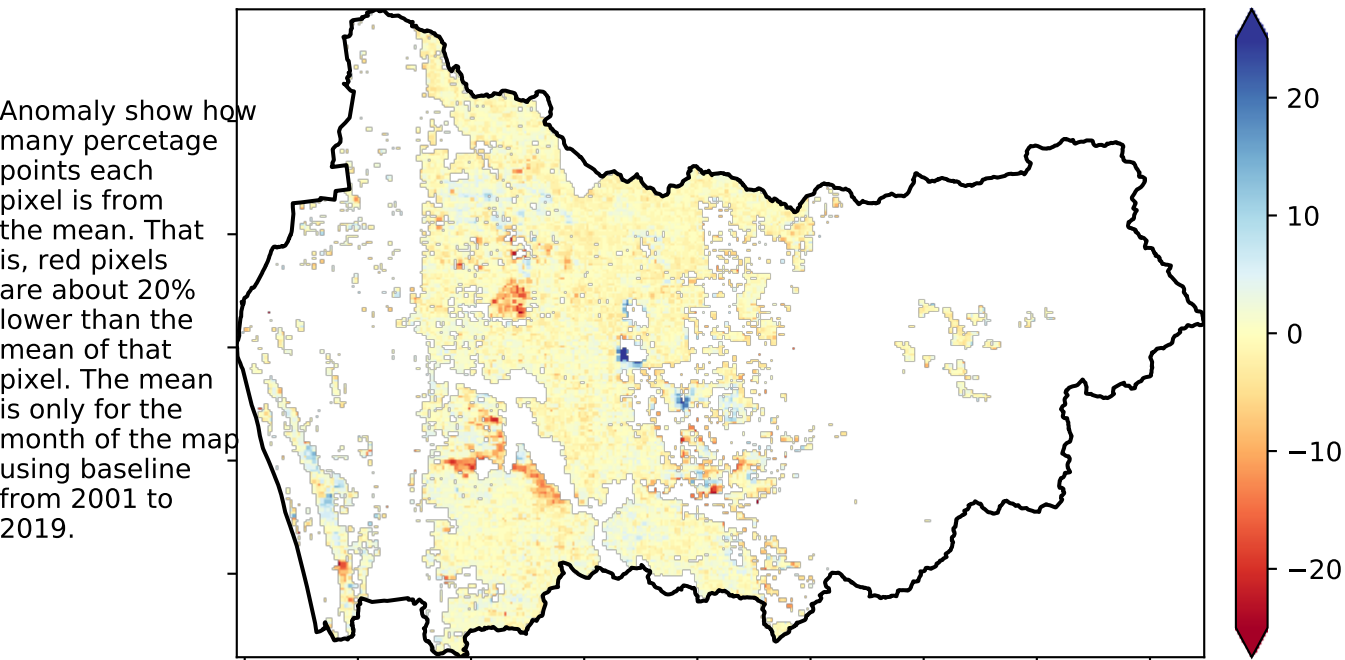 Anomaly show how
many percetage
points each
pixel is from
the mean. That
is, red pixels
are about 20%
lower than the
mean of that
pixel. The mean
is only for the
month of the map
using baseline
from 2001 to
2019.
20
10
0
−10
−20